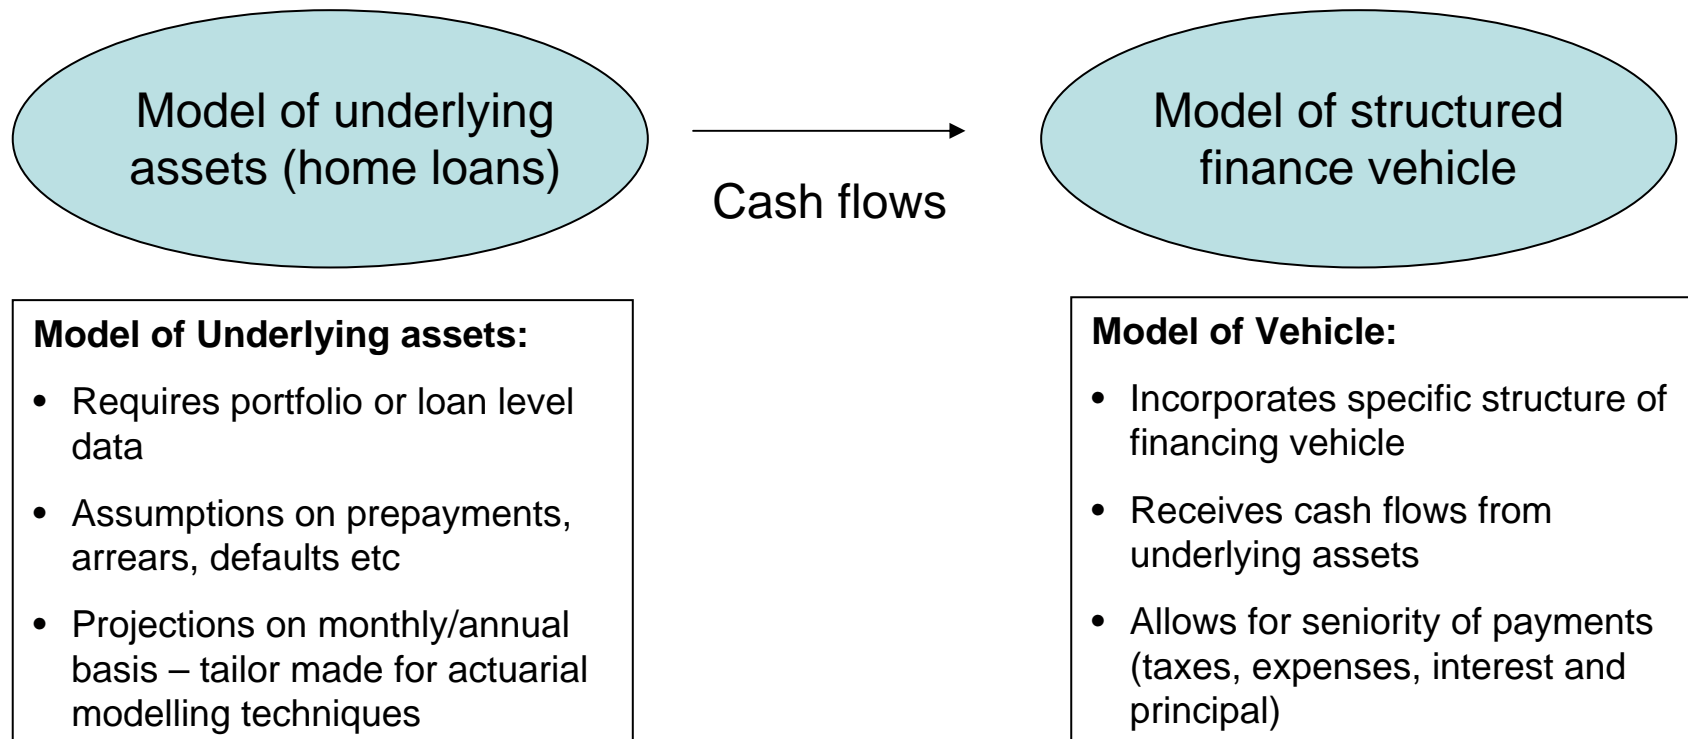 Model of underlying
assets (home loans)
Cash flows
Model of structured
finance vehicle
Model of Underlying assets:
• Requires portfolio or loan level
data
• Assumptions on prepayments,
arrears, defaults etc
• Projections on monthly/annual
basis – tailor made for actuarial
modelling techniques
Model of Vehicle:
• Incorporates specific structure of
financing vehicle
• Receives cash flows from
underlying assets
• Allows for seniority of payments
(taxes, expenses, interest and
principal)